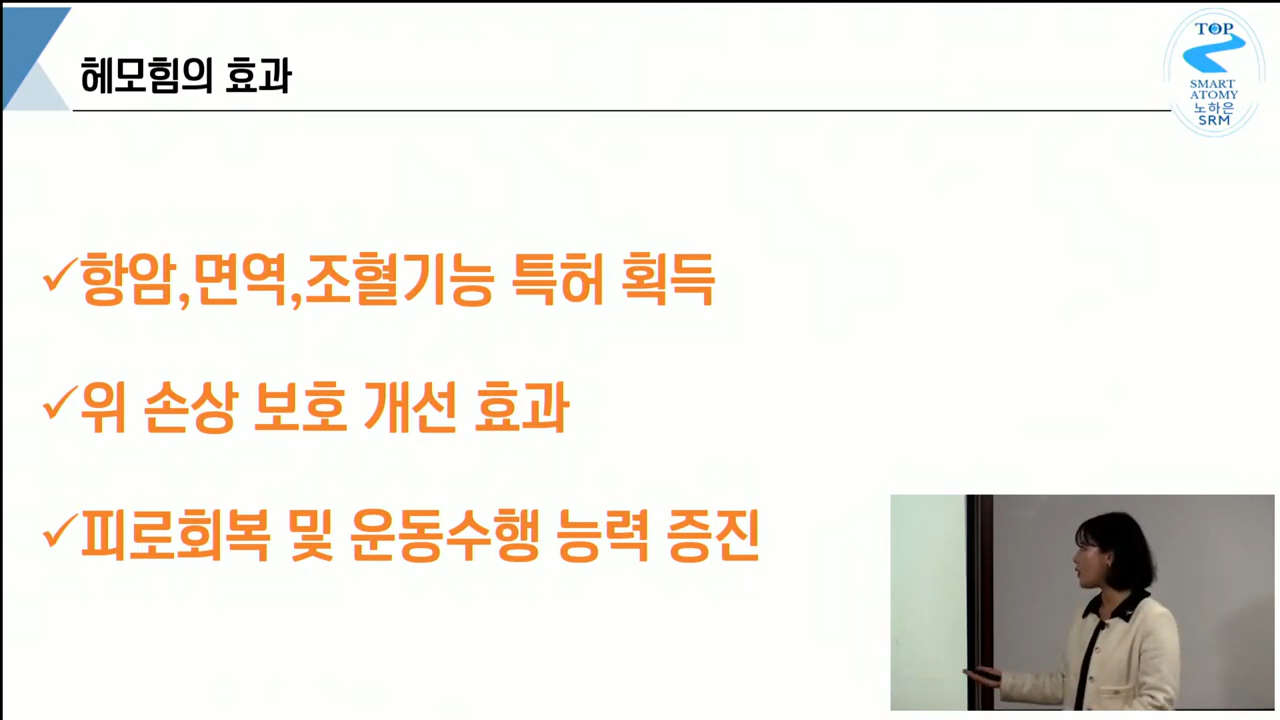 헤모힘의 효과
TOP
SMART
ATOMY
노하은
SRM
✓항암,면역,조혈기능 특허 획득
✓위 손상 보호 개선 효과
✓피로회복 및 운동수행 능력 증진